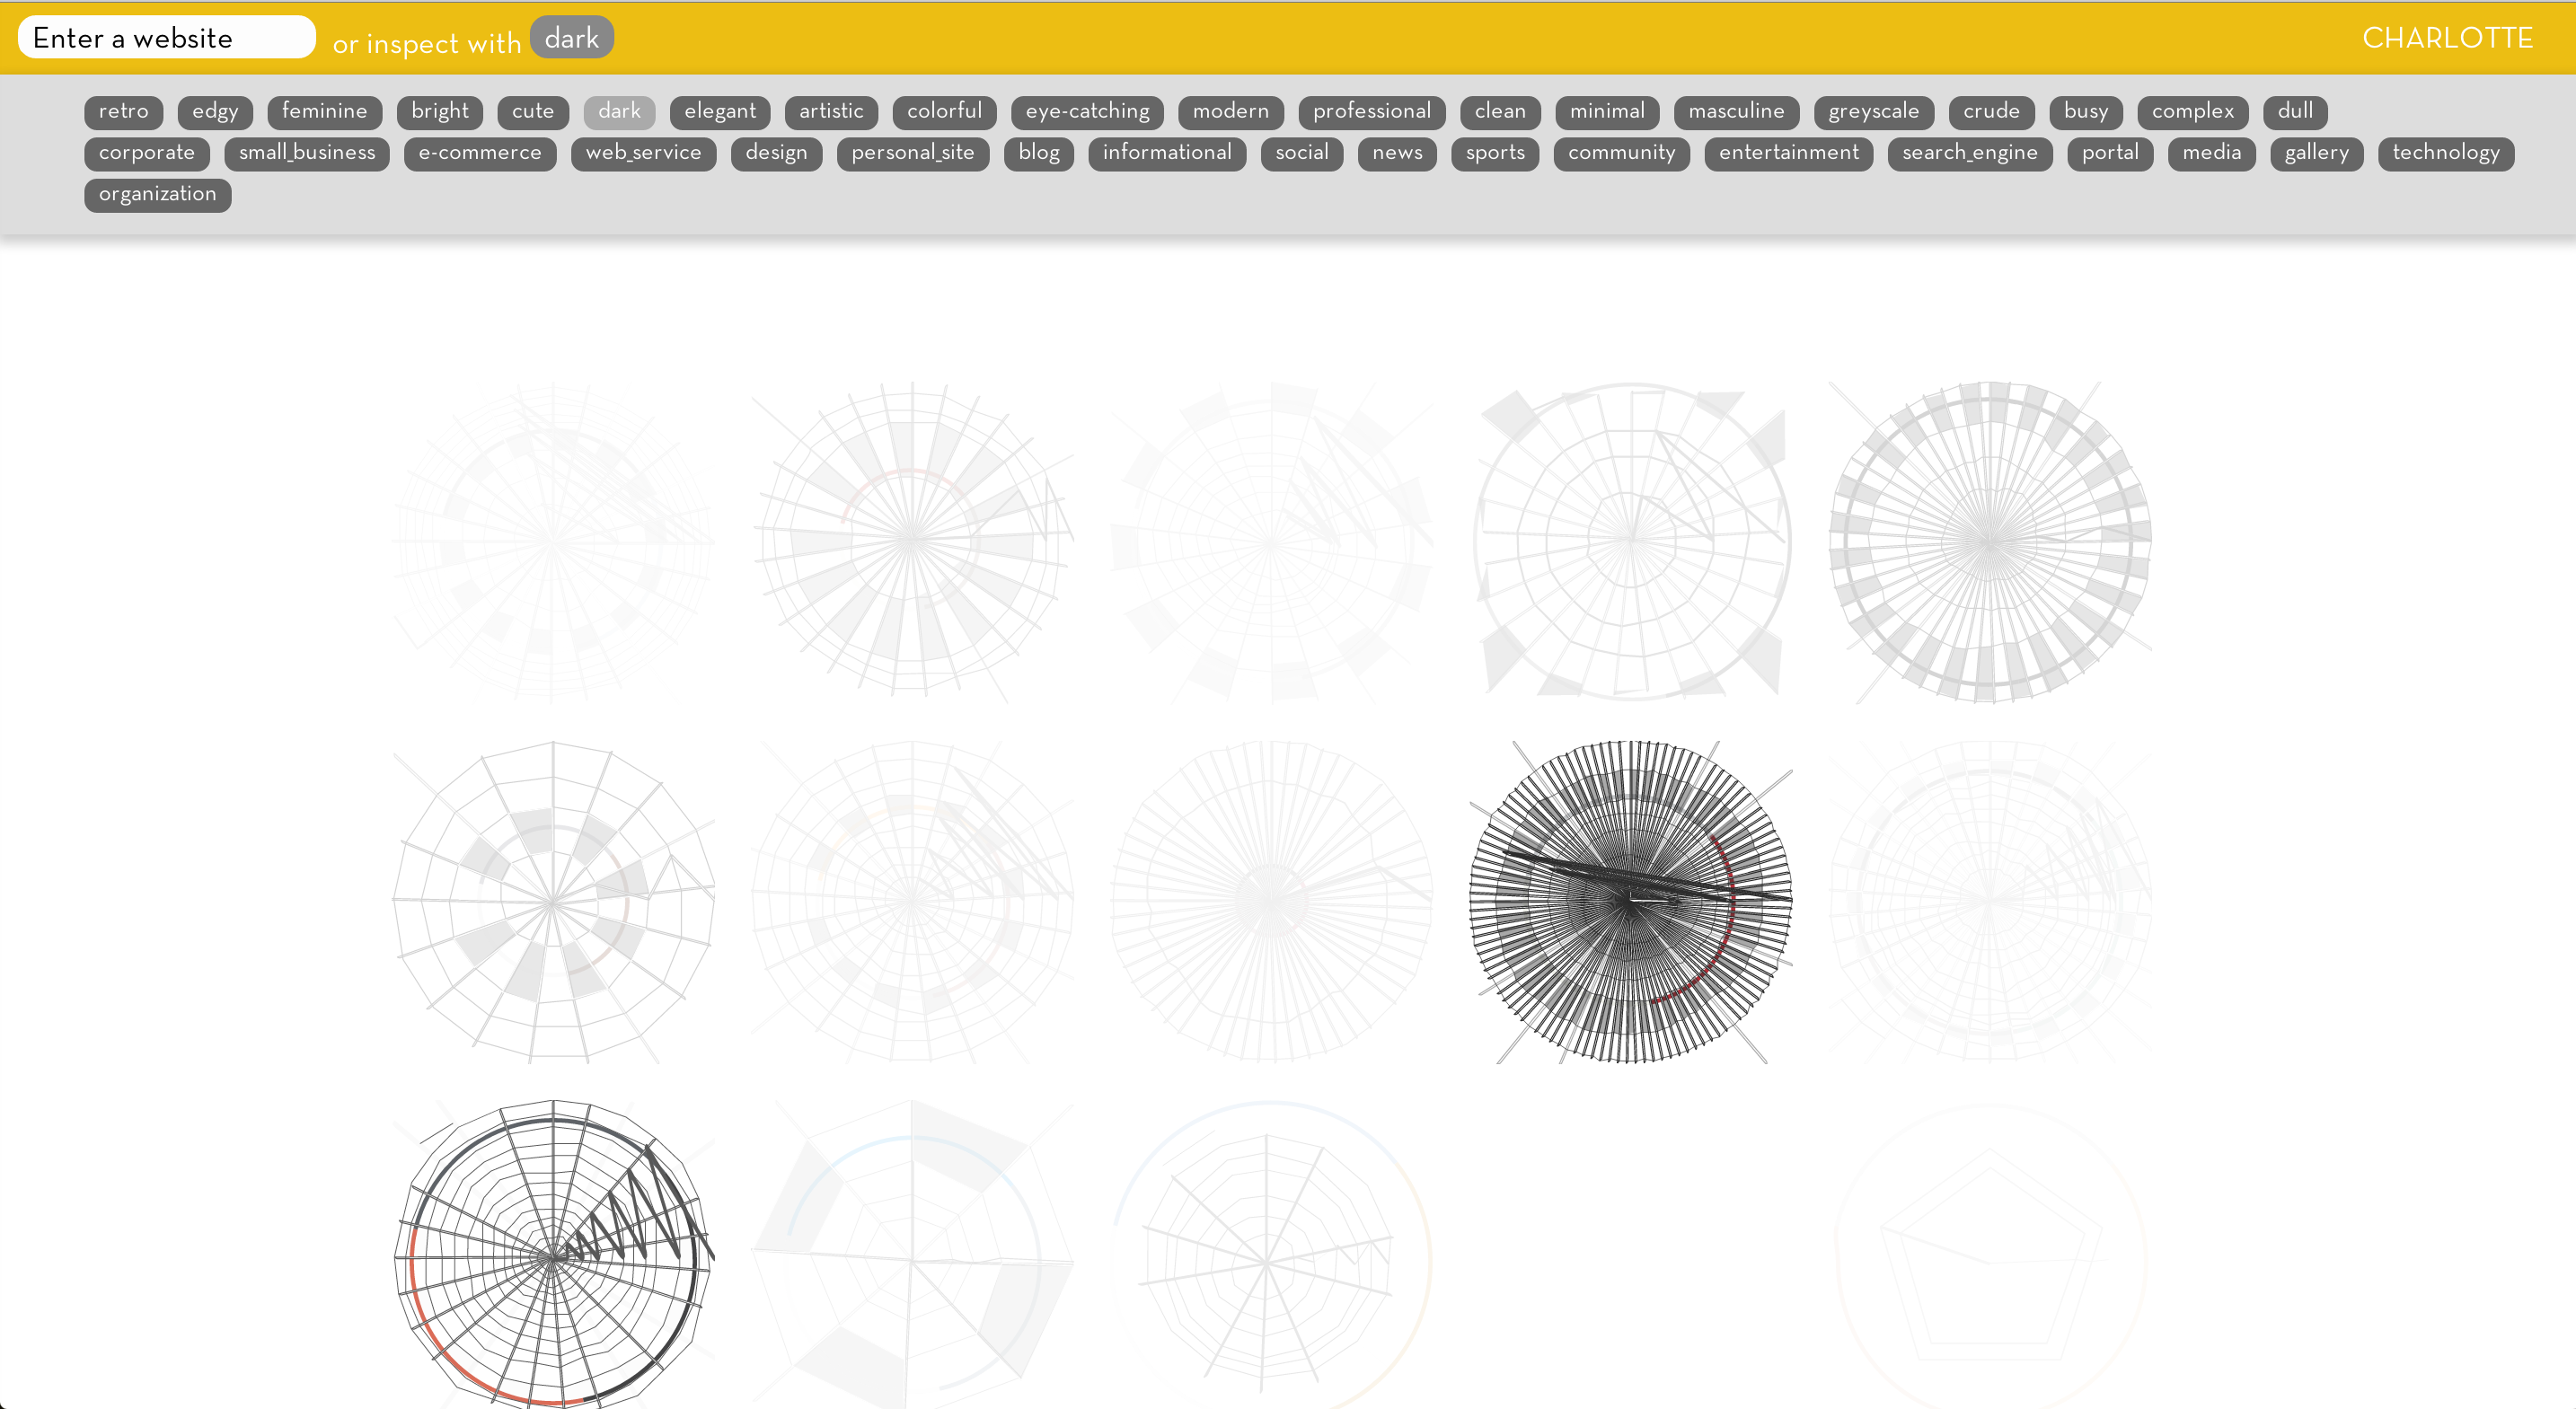 Enter a website or inspect with dark CHARLOTTE
retro edgy feminine bright cute dark elegant artistic colorful eye-catching modern professional clean minimal masculine greyscale crude busy complex dull
corporate small_business e-commerce web_service design personal_site blog informational social news sports community entertainment search_engine portal media gallery technology
organization